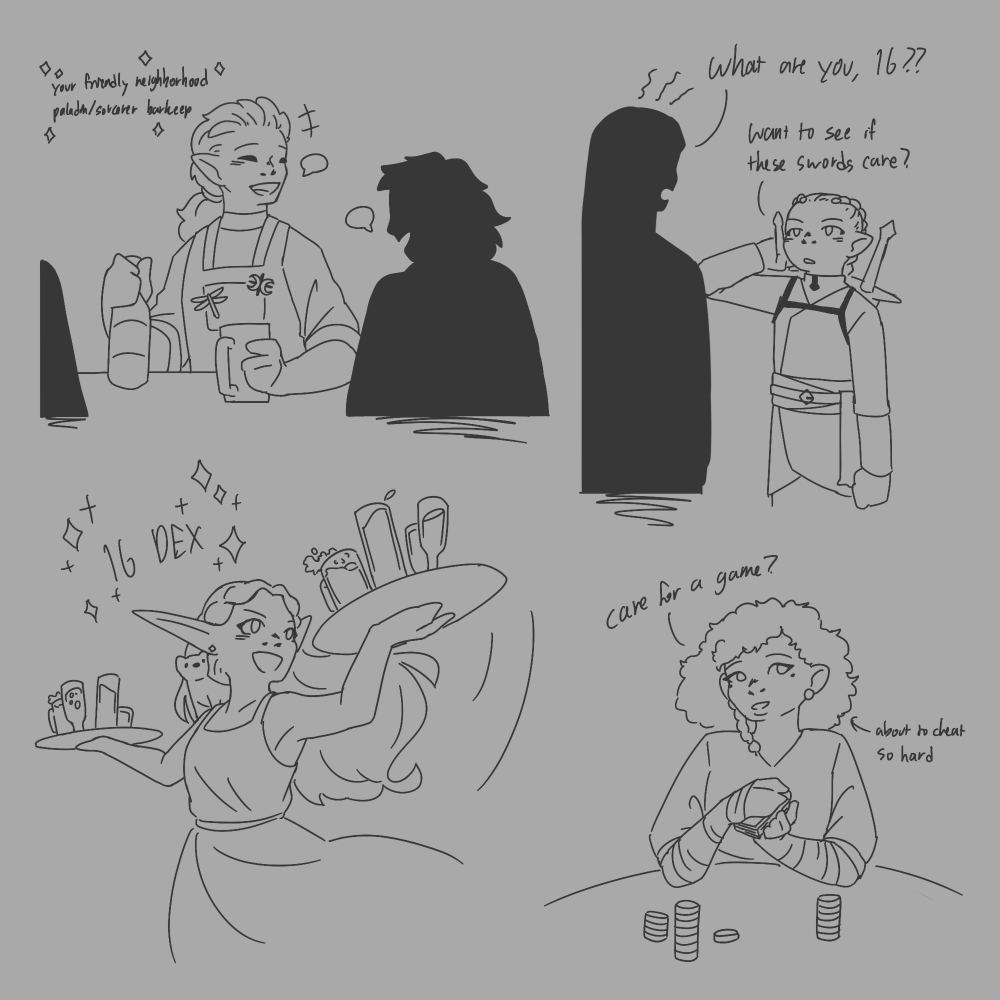 your friendly neighborhood
paladin/sorcerer barkeep
What are you, 16??
Want to see if
these swords care?
16 DEX
care for a game?
about to cheat
so hard